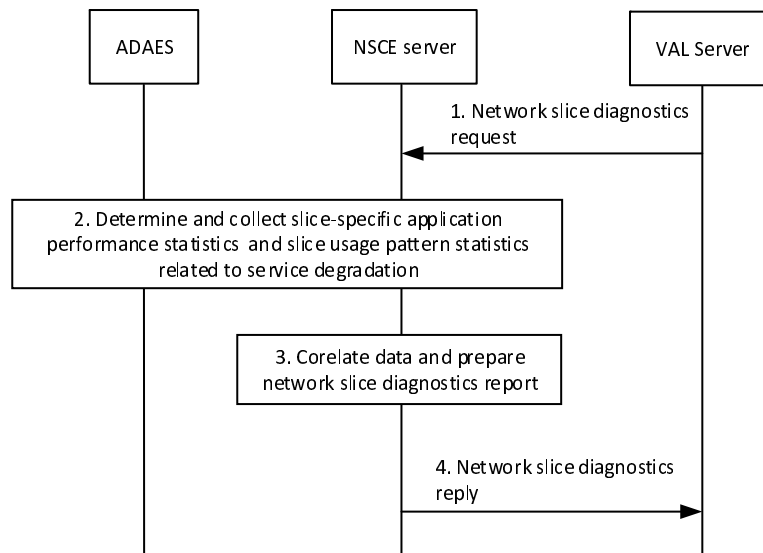 ADAES
NSCE server
VAL Server
1. Network slice diagnostics
request
2. Determine and collect slice-specific application
performance statistics and slice usage pattern statistics
related to service degradation
3. Corelate data and prepare
network slice diagnostics report
4. Network slice diagnostics
reply